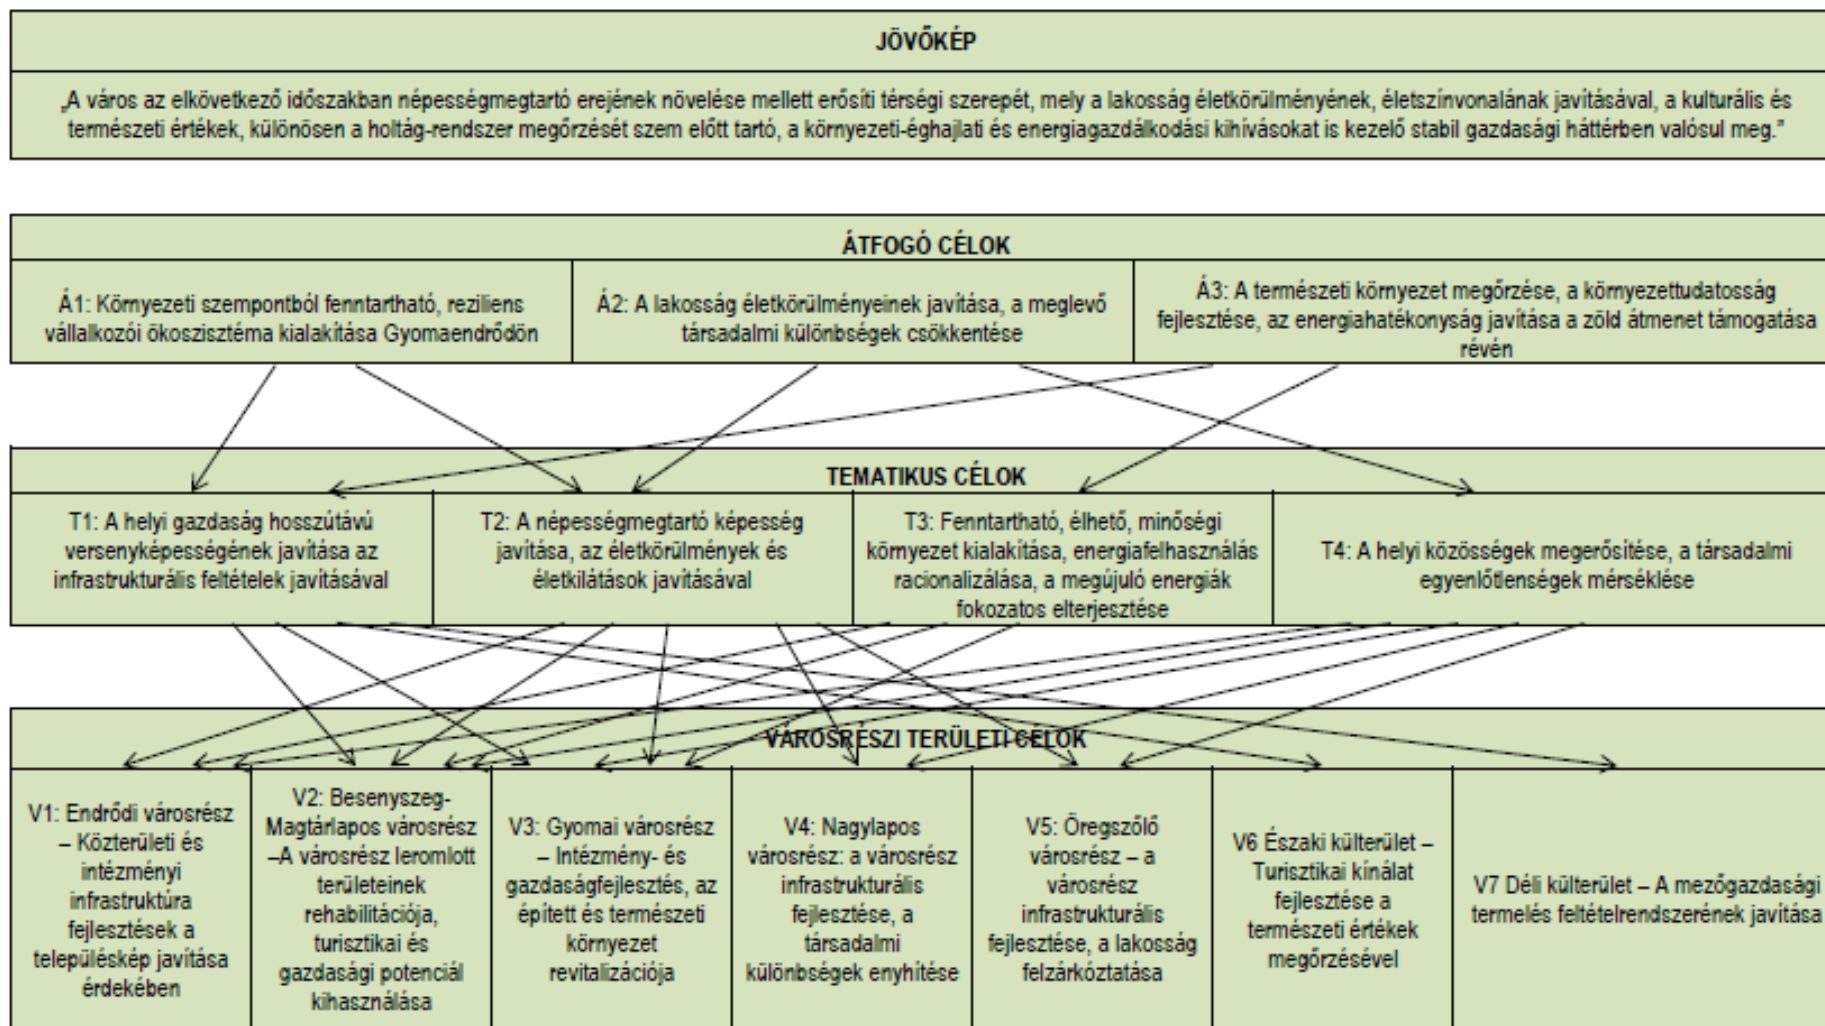 JÖVŐKÉP
„A város az elkövetkező időszakban népességmegtartó erejének növelése mellett erősíti térségi szerepét, mely a lakosság életkörülményének, életszínvonalának javításával, a kulturális és
természeti értékek, különösen a holtág-rendszer megőrzését szem előtt tartó, a környezeti-éghajlati és energiagazdálkodási kihívásokat is kezelő stabil gazdasági háttérben valósul meg.”
ÁTFOGÓ CÉLOK
Á1: Környezeti szempontból fenntartható, reziliens
vállalkozói ökoszisztéma kialakítása Gyomaendrődön
Á2: A lakosság életkörülményeinek javítása, a meglevő
társadalmi különbségek csökkentése
Á3: A természeti környezet megőrzése, a környezettudatosság
fejlesztése, az energiahatékonyság javítása a zöld átmenet támogatása
révén
TEMATIKUS CÉLOK
T1: A helyi gazdaság hosszútávú
versenyképességének javítása az
infrastrukturális feltételek javításával
T2: A népességmegtartó képesség
javítása, az életkörülmények és
életkilátások javításával
T3: Fenntartható, élhető, minőségi
környezet kialakítása, energiafelhasználás
racionalizálása, a megújuló energiák
fokozatos elterjesztése
T4: A helyi közösségek megerősítése, a társadalmi
egyenlőtlenségek mérséklése
VÁROSRÉSZI TERÜLETI CÉLOK
V1: Endrődi városrész
– Közterületi és
intézményi
infrastruktúra
fejlesztések a
településkép javítása
érdekében
V2: Besenyszeg-
Magtárlapos városrész
–A városrész leromlott
területeinek
rehabilitációja,
turisztikai és
gazdasági potenciál
kihasználása
V3: Gyomai városrész
– Intézmény- és
gazdaságfejlesztés, az
épített és természeti
környezet
revitalizációja
V4: Nagylapos
városrész: a városrész
infrastrukturális
fejlesztése, a
társadalmi
különbségek enyhítése
V5: Öregszőlő
városrész – a
városrész
infrastrukturális
fejlesztése, a lakosság
felzárkóztatása
V6 Északi külterület –
Turisztikai kínálat
fejlesztése a
természeti értékek
megőrzésével
V7 Déli külterület – A mezőgazdasági
termelés feltételrendszerének javítása